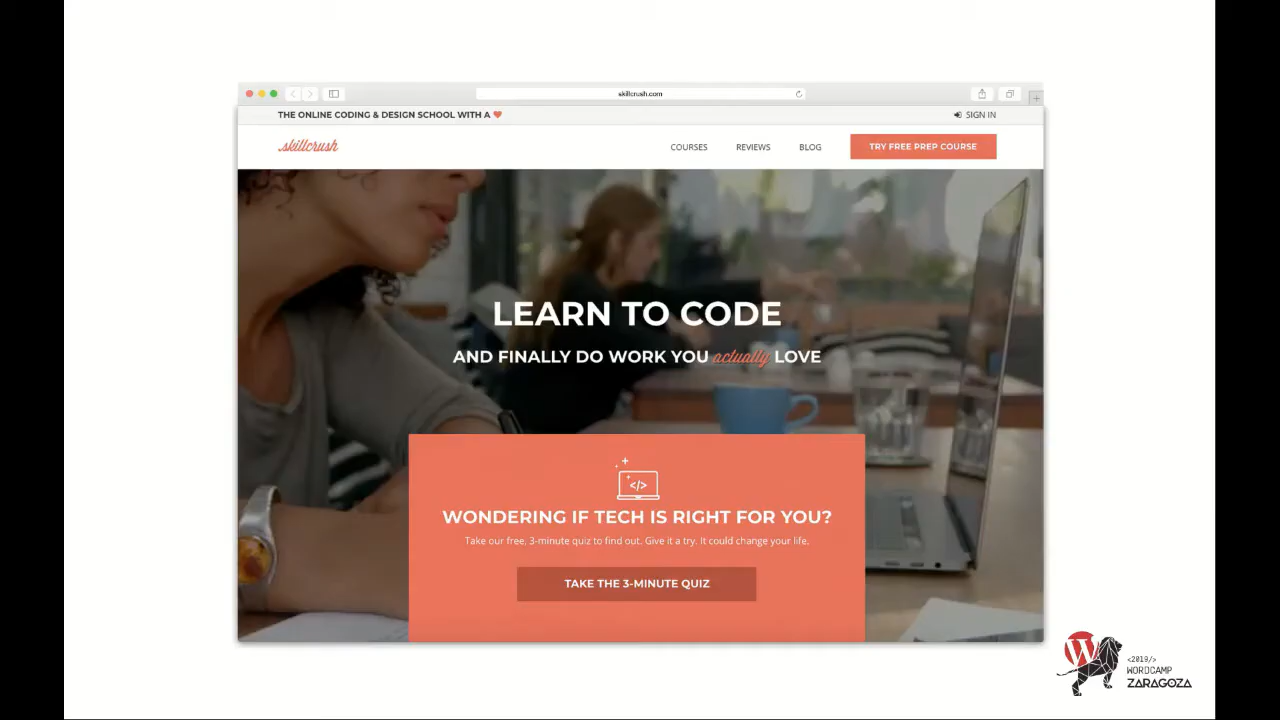 skillcrush.com
THE ONLINE CODING & DESIGN SCHOOL WITH A
SIGN IN
skillcrush
COURSES
REVIEWS
BLOG
TRY FREE PREP COURSE
LEARN TO CODE
AND FINALLY DO WORK YOU actually LOVE
</>
WONDERING IF TECH IS RIGHT FOR YOU?
Take our free, 3-minute quiz to find out. Give it a try. It could change your life.
TAKE THE 3-MINUTE QUIZ
<2019/>
WORDCAMP
ZARAGOZA